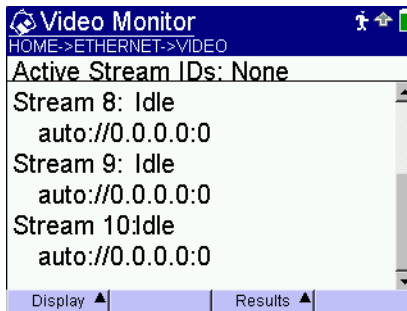 Video Monitor
HOME->ETHERNET->VIDEO
Active Stream IDs: None
Stream 8: Idle
auto://0.0.0.0:0
Stream 9: Idle
auto://0.0.0.0:0
Stream 10:Idle
auto://0.0.0.0:0
Display Results